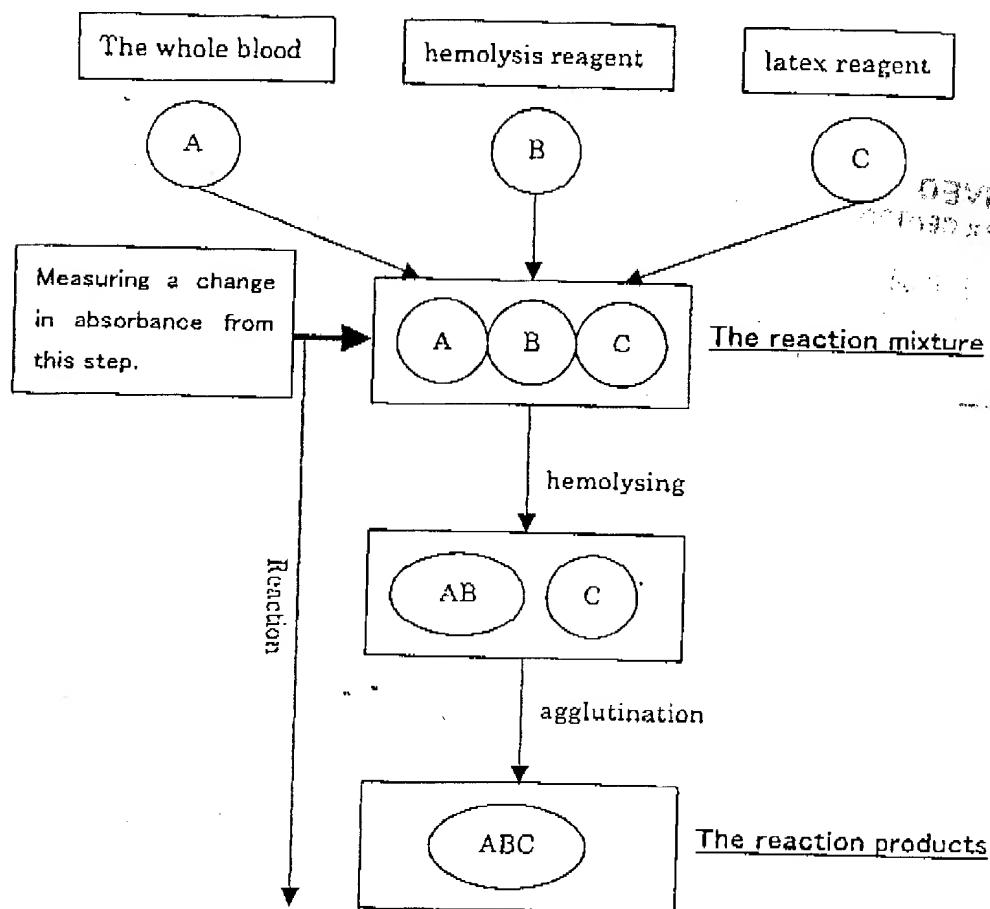 The whole blood
hemolysis reagent
latex reagent
A
B
C
Measuring a change
in absorbance from
this step.
A B C
The reaction mixture
hemolysing
Reaction
AB C
agglutination
ABC
The reaction products